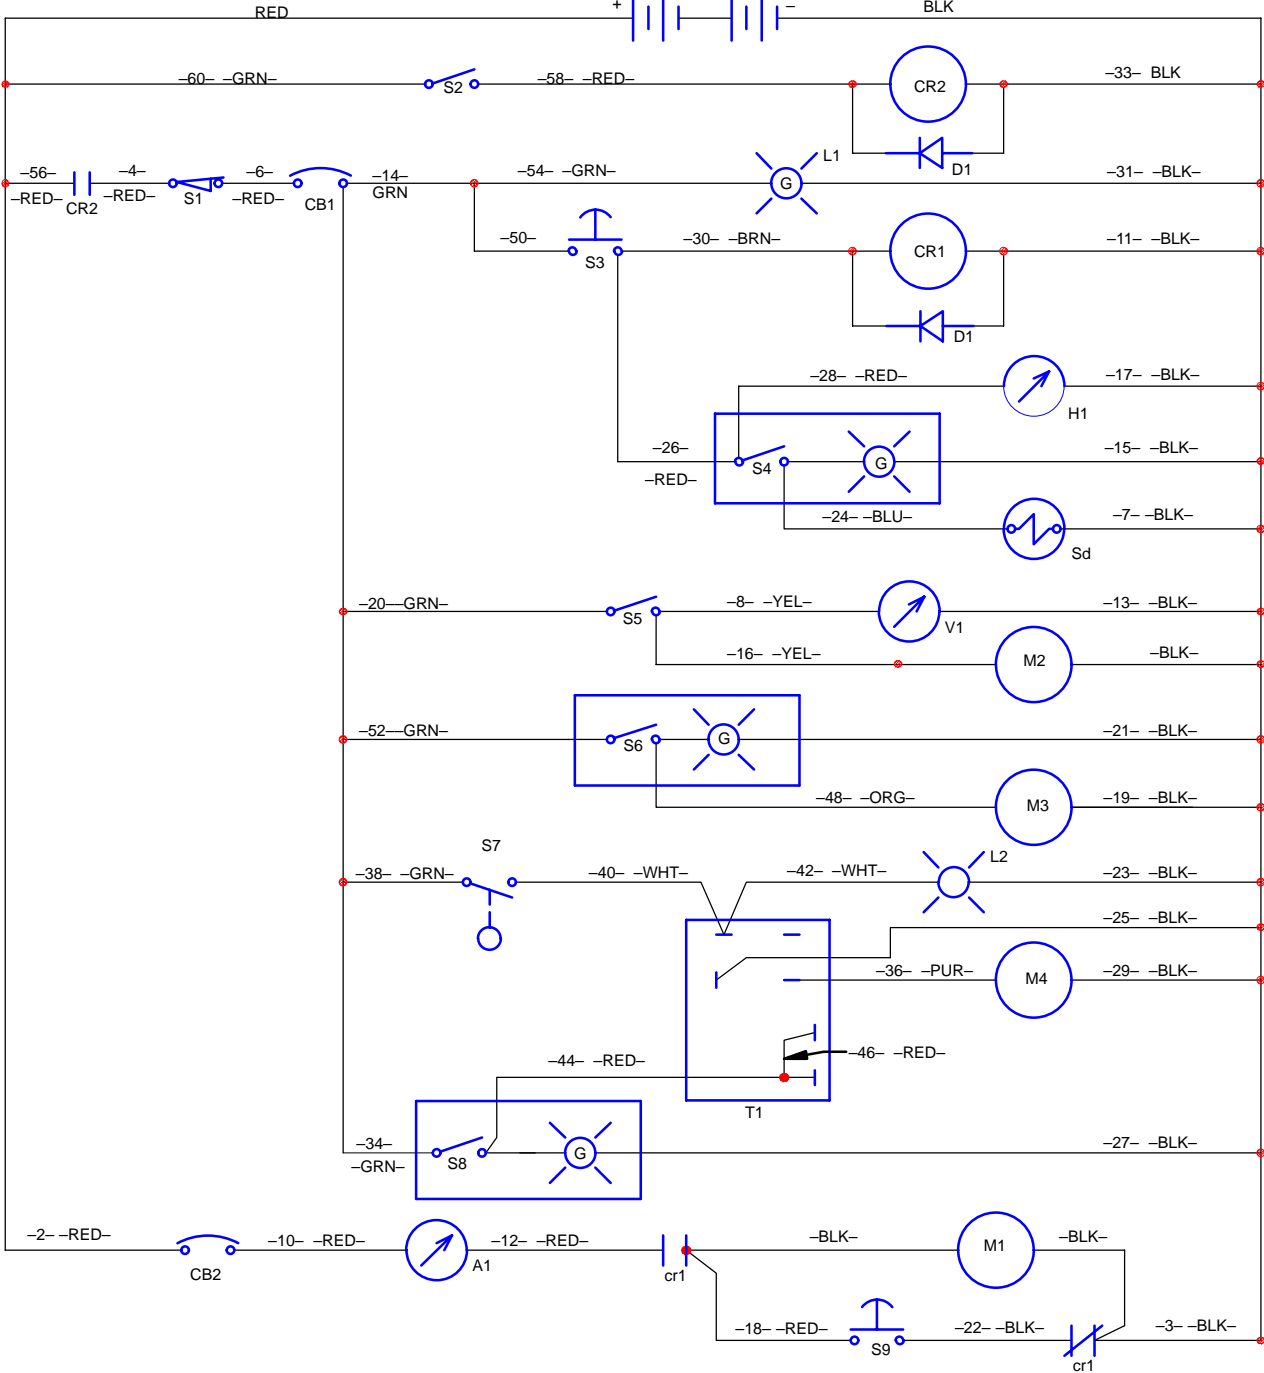 RED + – BLK
–60– –GRN– S2 –58– –RED– CR2 –33– BLK
D1
–56– –RED– CR2 –4– –RED– S1 –6– –RED– CB1 –14– GRN –54– –GRN– G L1 –31– –BLK–
–50– S3 –30– –BRN– CR1 –11– –BLK–
D1
–28– –RED– H1 –17– –BLK–
–26– –RED– S4 G –15– –BLK–
–24– –BLU– Sd –7– –BLK–
–20––GRN– S5 –8– –YEL– V1 –13– –BLK–
–16– –YEL– M2 –BLK–
–52––GRN– S6 G –21– –BLK–
–48– –ORG– M3 –19– –BLK–
S7
–38– –GRN– –40– –WHT– –42– –WHT– L2 –23– –BLK–
–25– –BLK–
–36– –PUR– M4 –29– –BLK–
–46– –RED–
–44– –RED–
T1
–34– –GRN– S8 G –27– –BLK–
–2– –RED– CB2 –10– –RED– A1 –12– –RED– cr1 –BLK– M1 –BLK–
–18– –RED– S9 –22– –BLK– cr1 –3– –BLK–